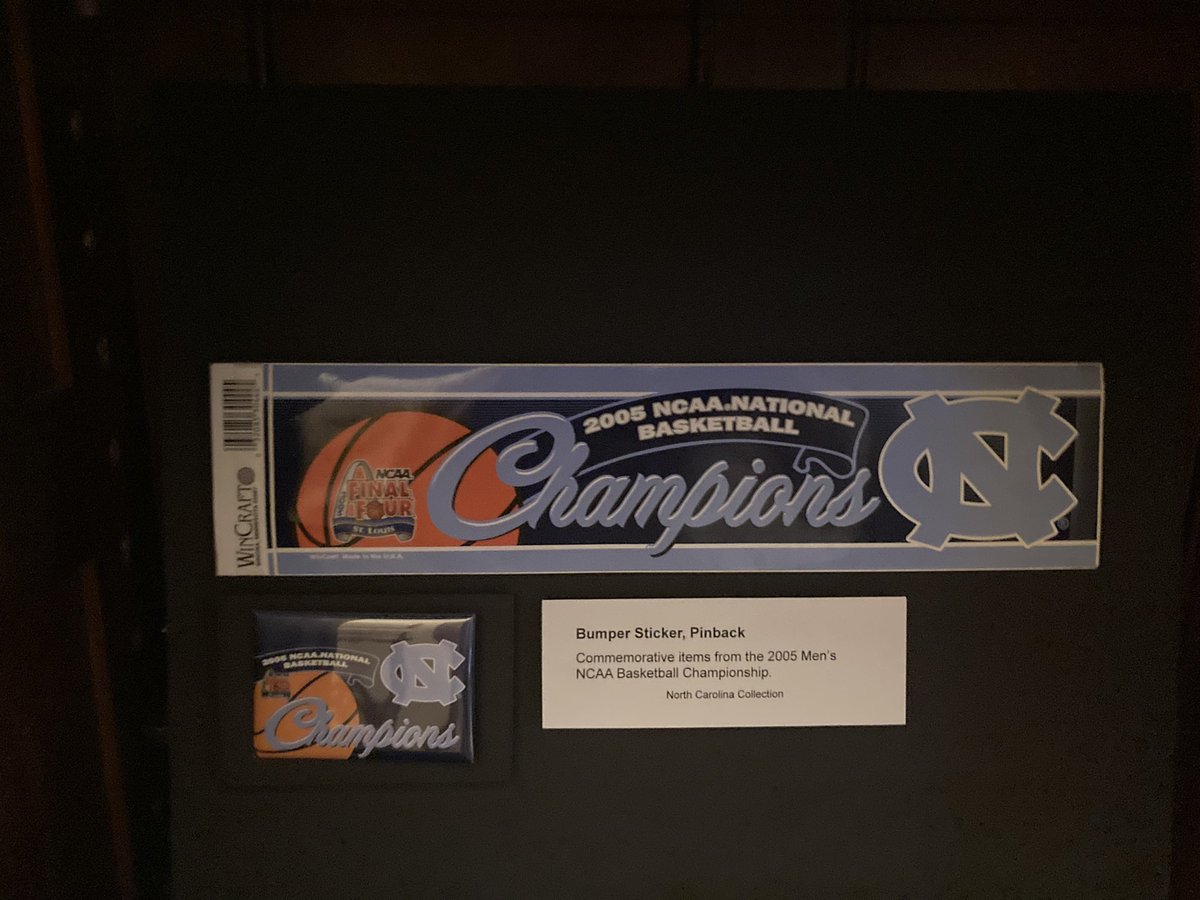 2005 NCAA NATIONAL
BASKETBALL
Champions
NC
NCAA
FINAL
FOUR
ST. LOUIS
2005
WINCRAFT
WinCraft Made in the U.S.A.
2005 NCAA NATIONAL
BASKETBALL
NC
Champions
Bumper Sticker, Pinback
Commemorative items from the 2005 Men's
NCAA Basketball Championship.
North Carolina Collection